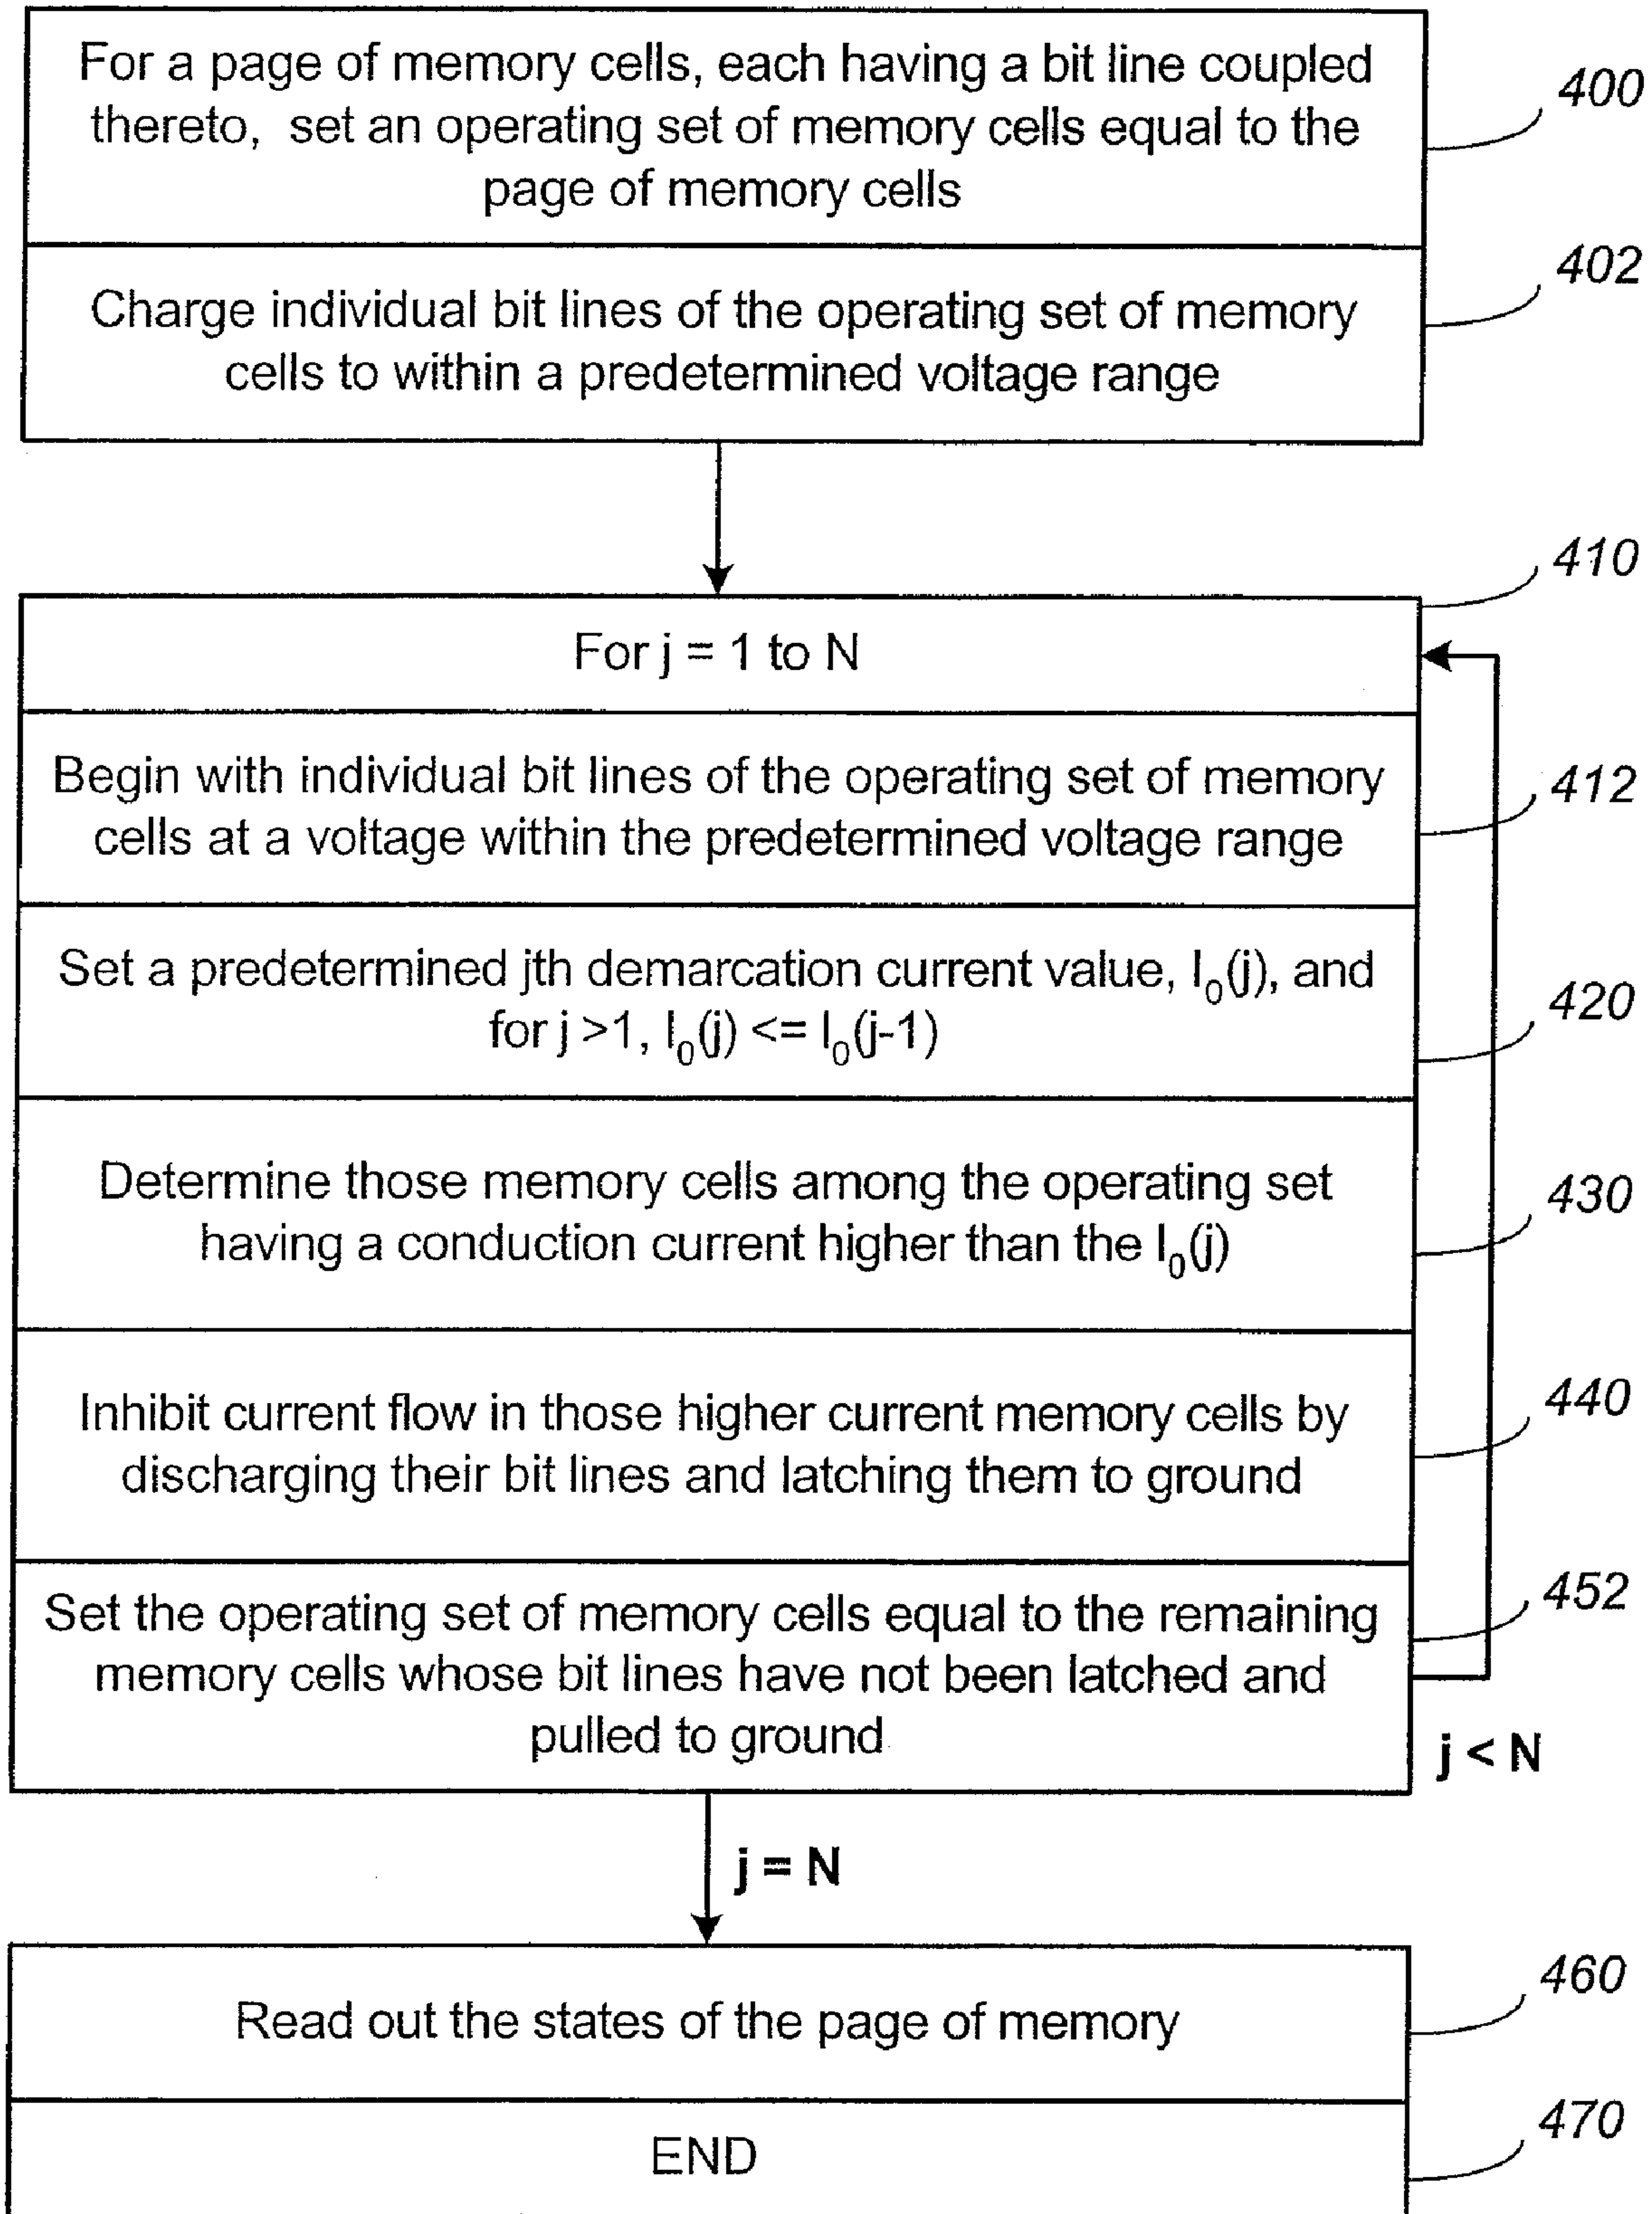 For a page of memory cells, each having a bit line coupled
thereto, set an operating set of memory cells equal to the
page of memory cells
400
Charge individual bit lines of the operating set of memory
cells to within a predetermined voltage range
402
410
For j = 1 to N
Begin with individual bit lines of the operating set of memory
cells at a voltage within the predetermined voltage range
412
Set a predetermined jth demarcation current value, I₀(j), and
for j >1, I₀(j) <= I₀(j-1)
420
Determine those memory cells among the operating set
having a conduction current higher than the I₀(j)
430
Inhibit current flow in those higher current memory cells by
discharging their bit lines and latching them to ground
440
Set the operating set of memory cells equal to the remaining
memory cells whose bit lines have not been latched and
pulled to ground
452
j < N
j = N
Read out the states of the page of memory
460
END
470